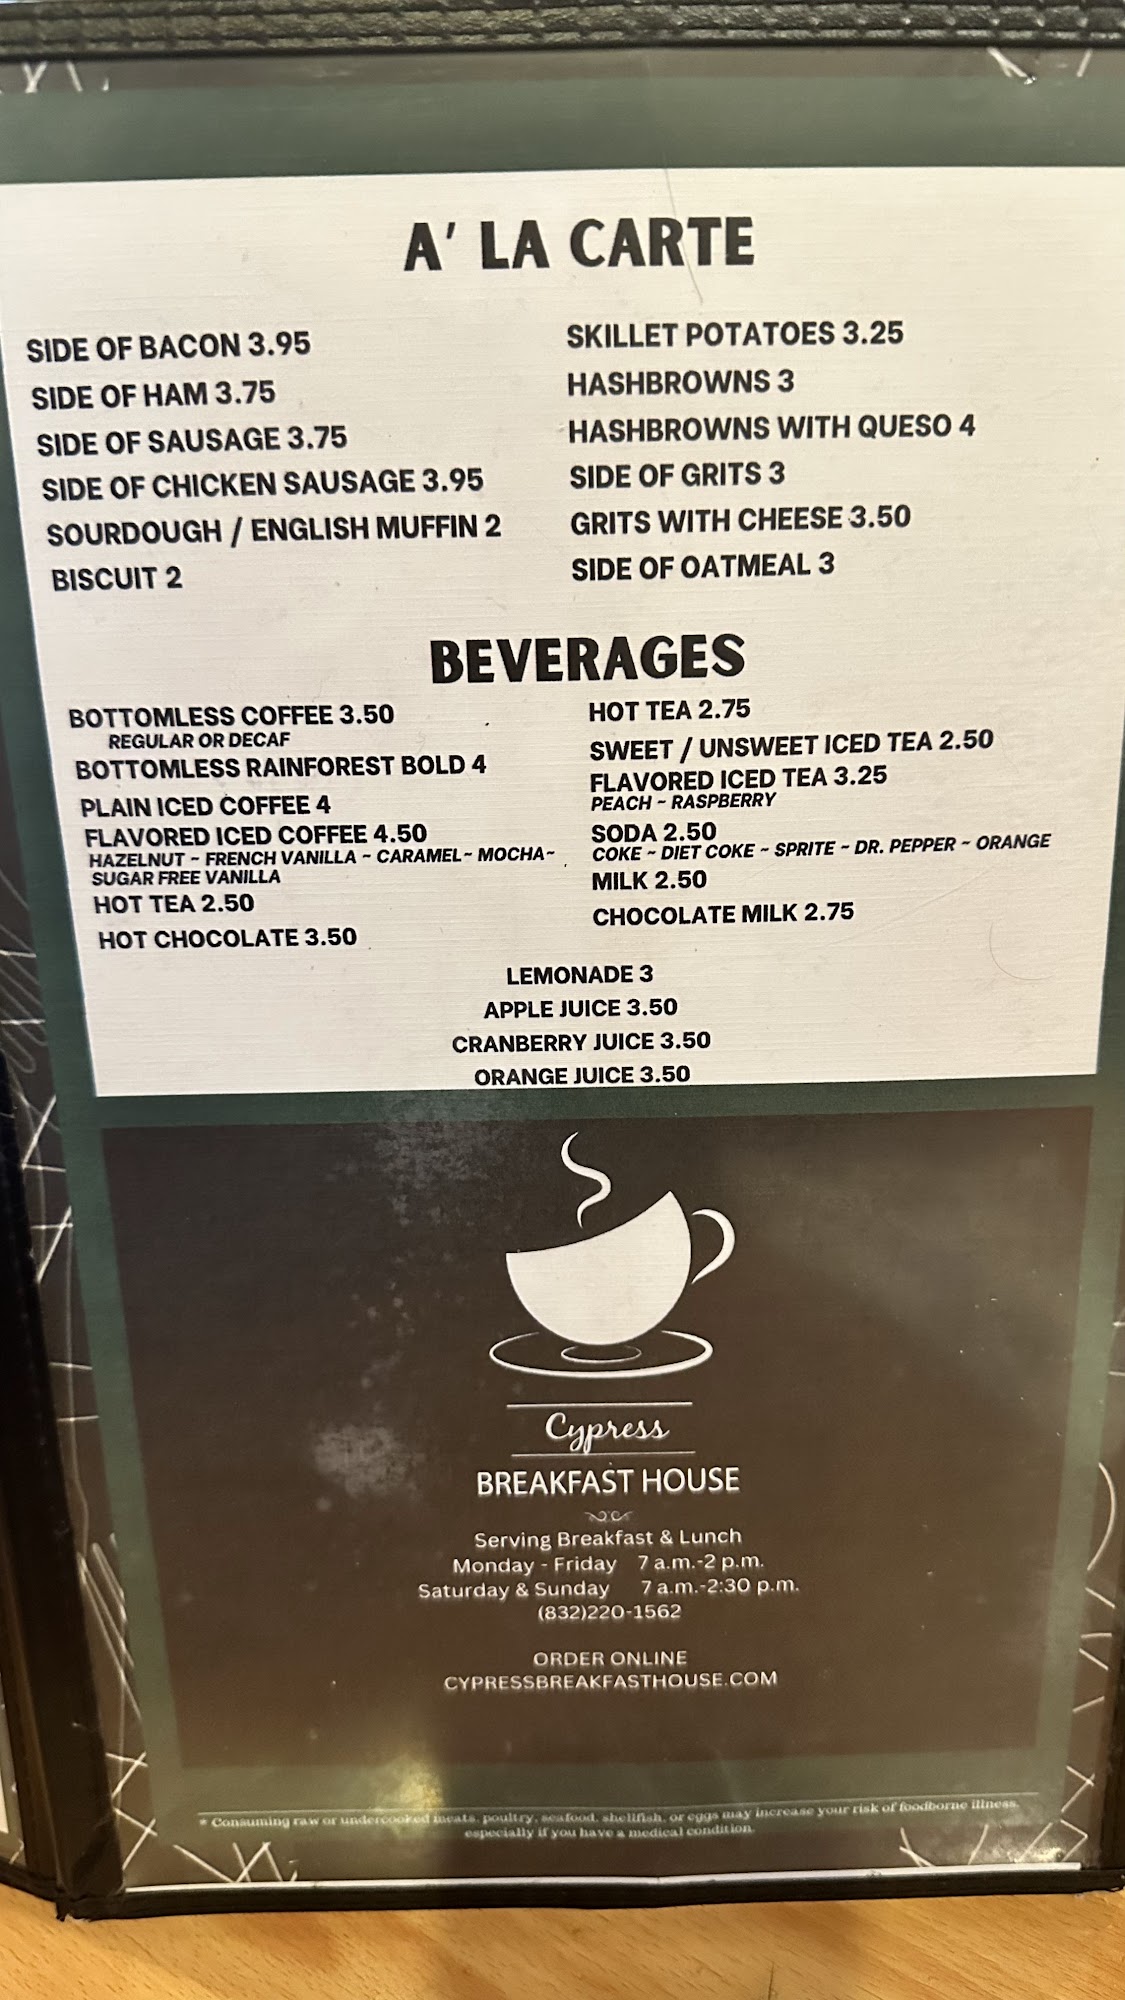 A' LA CARTE
SIDE OF BACON 3.95
SIDE OF HAM 3.75
SIDE OF SAUSAGE 3.75
SIDE OF CHICKEN SAUSAGE 3.95
SOURDOUGH / ENGLISH MUFFIN 2
BISCUIT 2
SKILLET POTATOES 3.25
HASHBROWNS 3
HASHBROWNS WITH QUESO 4
SIDE OF GRITS 3
GRITS WITH CHEESE 3.50
SIDE OF OATMEAL 3
BEVERAGES
BOTTOMLESS COFFEE 3.50
REGULAR OR DECAF
BOTTOMLESS RAINFOREST BOLD 4
PLAIN ICED COFFEE 4
FLAVORED ICED COFFEE 4.50
HAZELNUT ~ FRENCH VANILLA ~ CARAMEL~ MOCHA~
SUGAR FREE VANILLA
HOT TEA 2.50
HOT CHOCOLATE 3.50
HOT TEA 2.75
SWEET / UNSWEET ICED TEA 2.50
FLAVORED ICED TEA 3.25
PEACH ~ RASPBERRY
SODA 2.50
COKE ~ DIET COKE ~ SPRITE ~ DR. PEPPER ~ ORANGE
MILK 2.50
CHOCOLATE MILK 2.75
LEMONADE 3
APPLE JUICE 3.50
CRANBERRY JUICE 3.50
ORANGE JUICE 3.50
Cypress
BREAKFAST HOUSE
Serving Breakfast & Lunch
Monday - Friday 7 a.m.-2 p.m.
Saturday & Sunday 7 a.m.-2:30 p.m.
(832)220-1562
ORDER ONLINE
CYPRESSBREAKFASTHOUSE.COM
* Consuming raw or undercooked meats, poultry, seafood, shellfish, or eggs may increase your risk of foodborne illness,
especially if you have a medical condition.